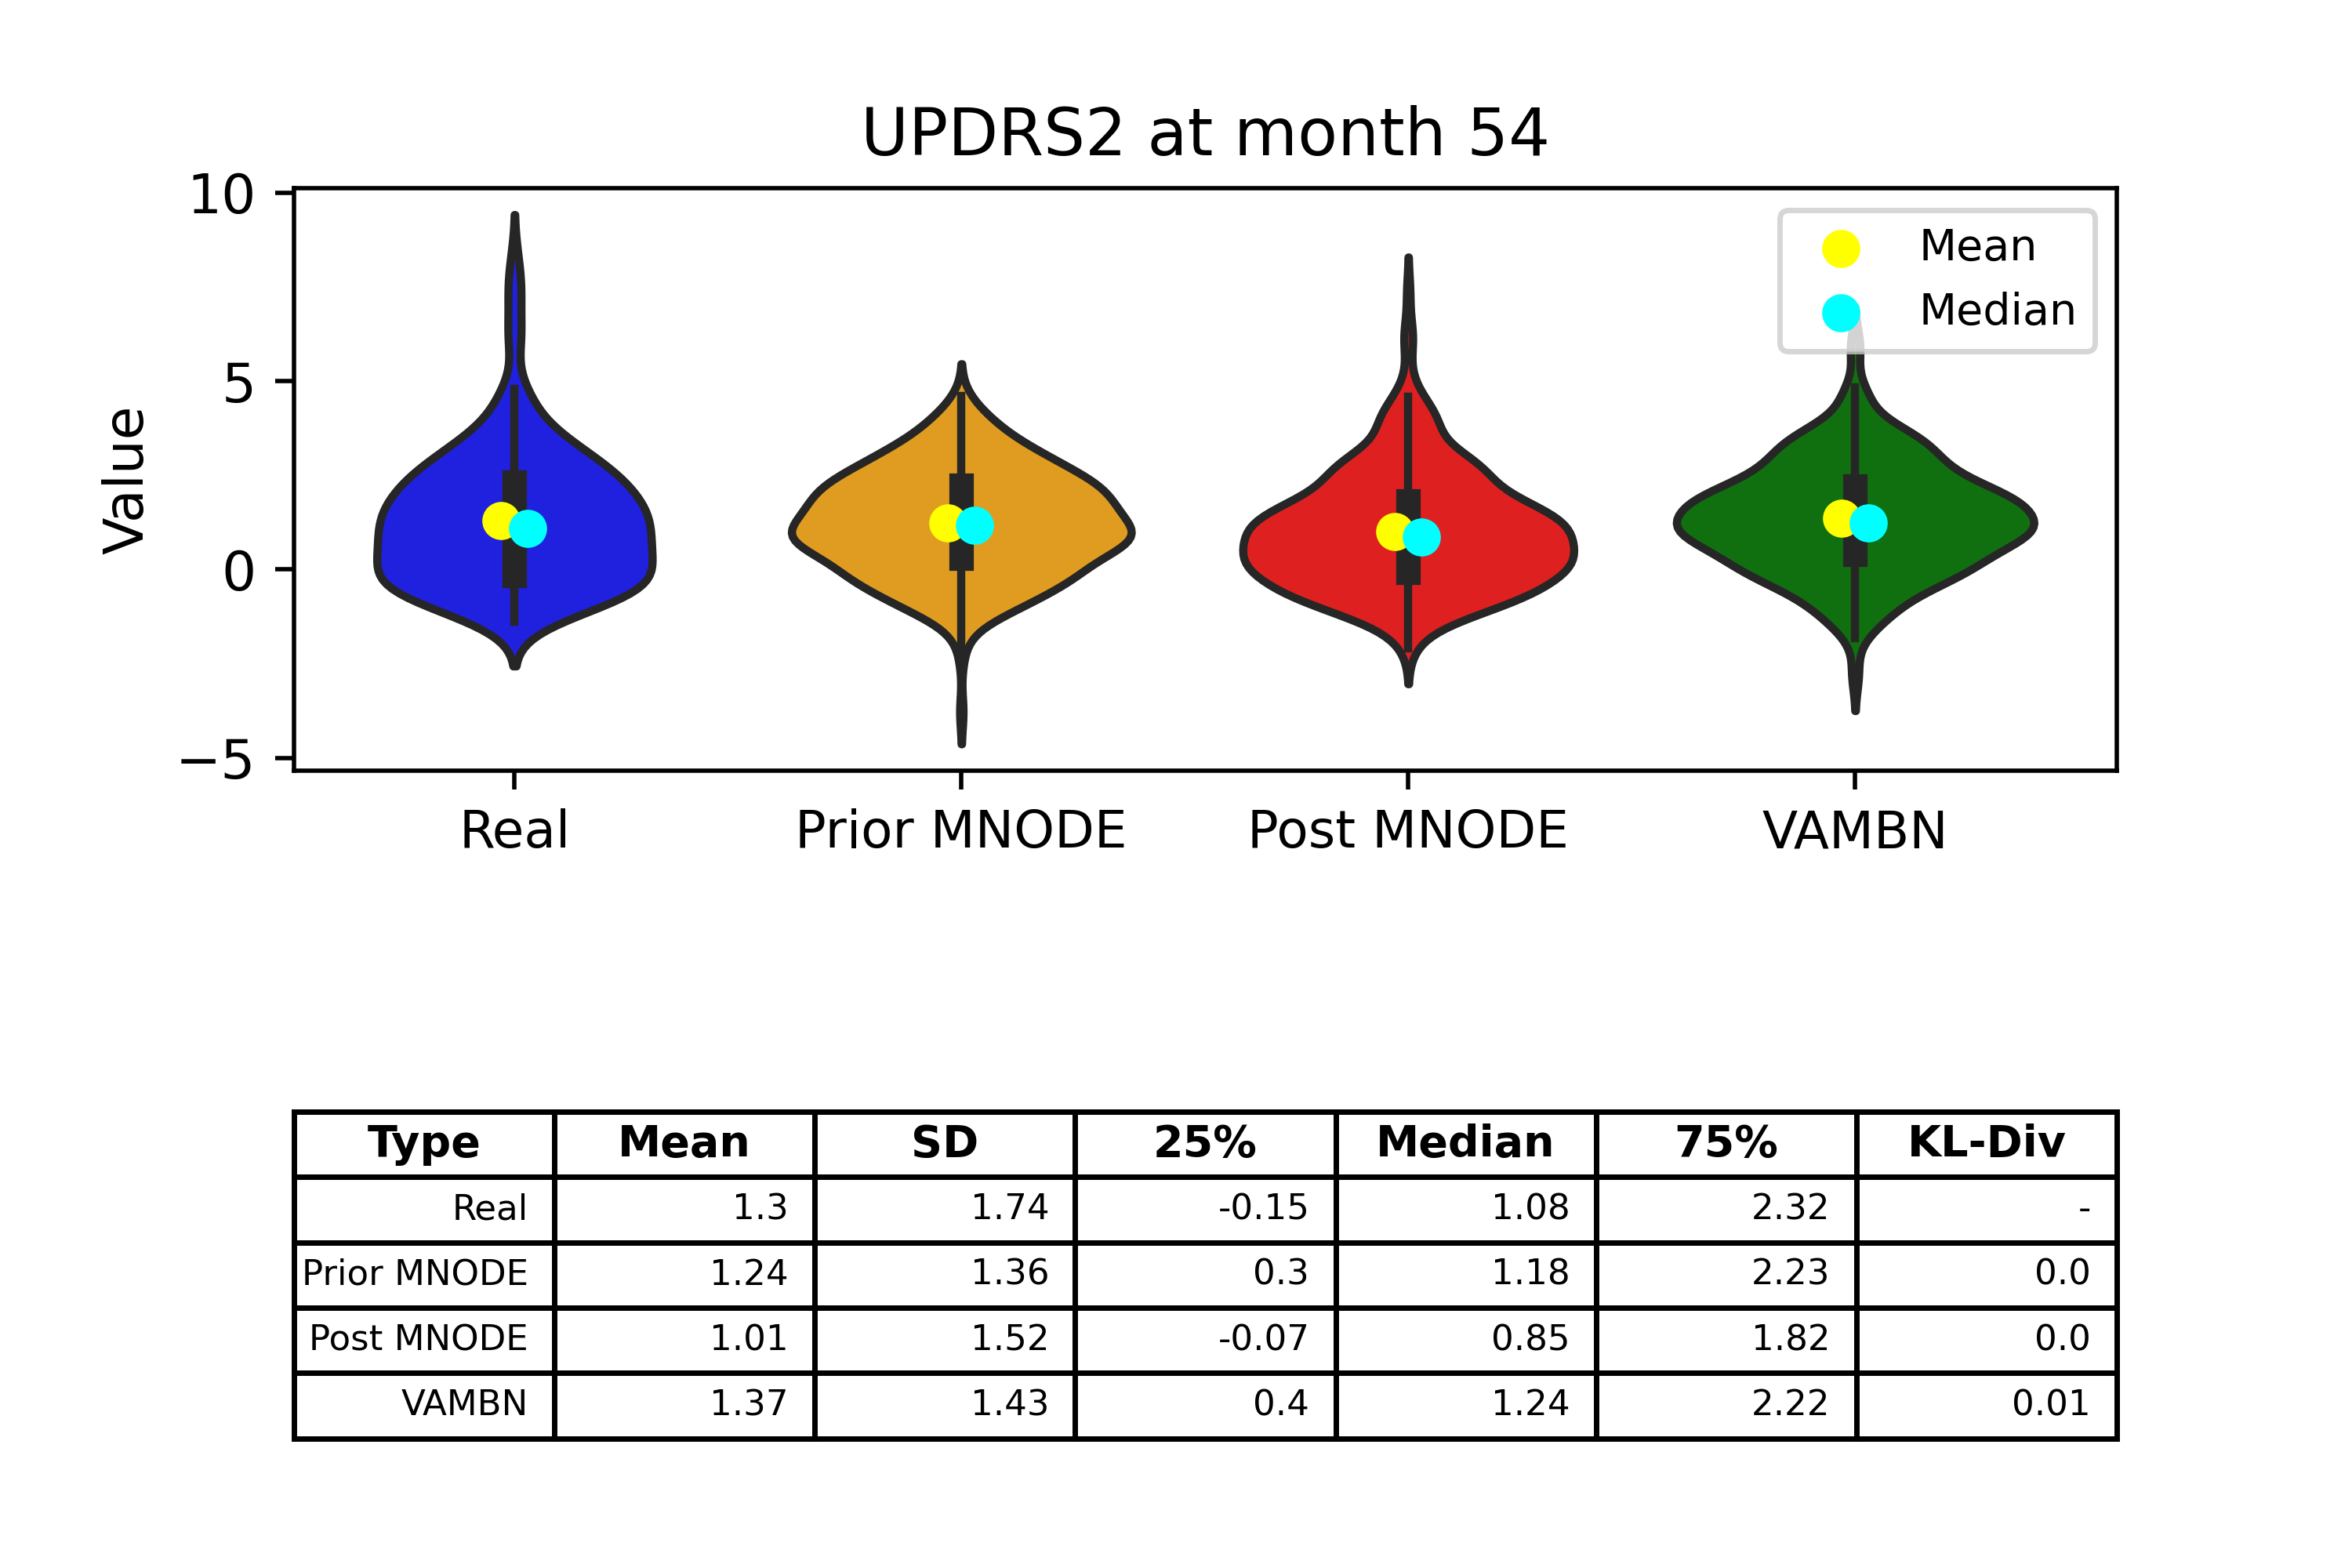 UPDRS2 at month 54
10
5
0
−5
Value
Mean
Median
Real Prior MNODE Post MNODE VAMBN
Type Mean SD 25% Median 75% KL-Div
Real 1.3 1.74 -0.15 1.08 2.32 -
Prior MNODE 1.24 1.36 0.3 1.18 2.23 0.0
Post MNODE 1.01 1.52 -0.07 0.85 1.82 0.0
VAMBN 1.37 1.43 0.4 1.24 2.22 0.01